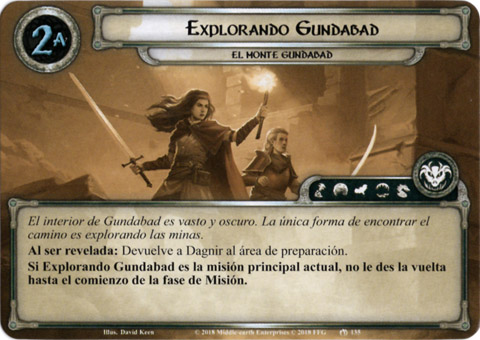 2A
Explorando Gundabad
El Monte Gundabad
El interior de Gundabad es vasto y oscuro. La única forma de encontrar el
camino es explorando las minas.
Al ser revelada: Devuelve a Dagnir al área de preparación.
Si Explorando Gundabad es la misión principal actual, no le des la vuelta
hasta el comienzo de la fase de Misión.
Illus. David Keen © 2018 Middle-earth Enterprises © 2018 FFG 135